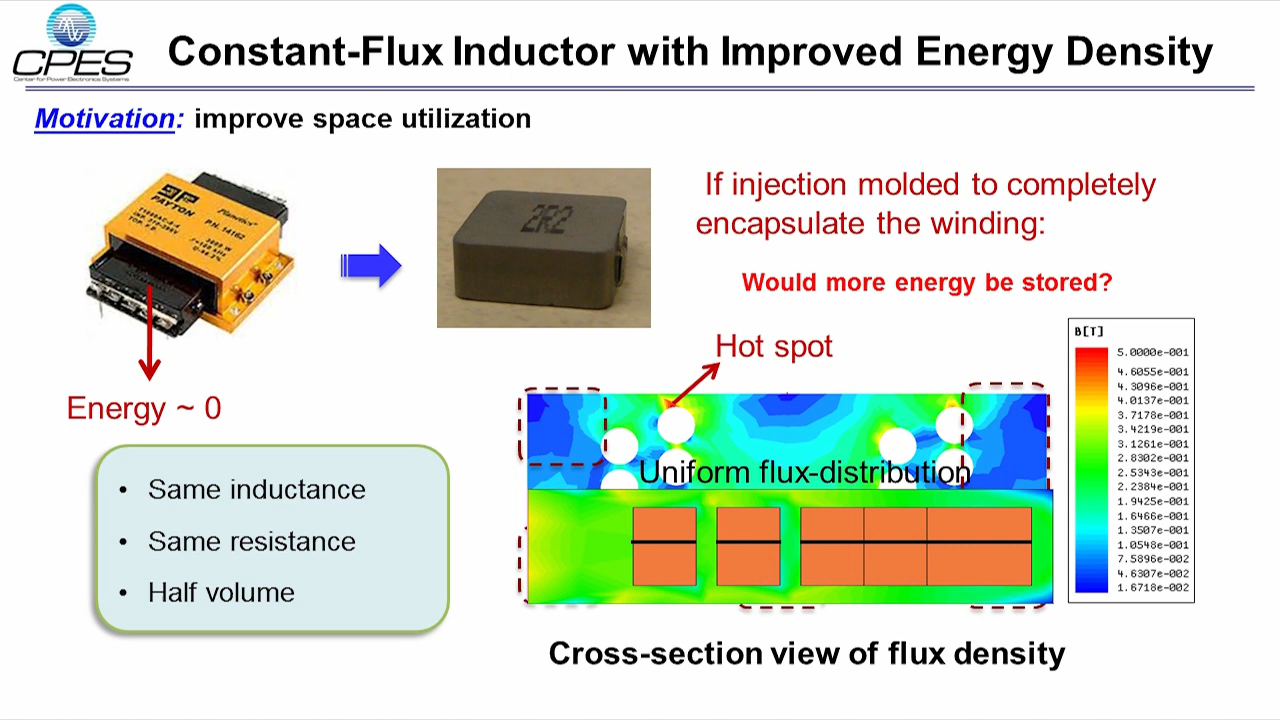 CPES
Center for Power Electronics Systems
Constant-Flux Inductor with Improved Energy Density
Motivation: improve space utilization
PAYTON
Planetics
P.N. 14162
2R2
If injection molded to completely
encapsulate the winding:
Would more energy be stored?
Hot spot
Energy ~ 0
• Same inductance
• Same resistance
• Half volume
Uniform flux-distribution
B[T]
5.0000e-001
4.6055e-001
4.3096e-001
4.0137e-001
3.7178e-001
3.4219e-001
3.1261e-001
2.8302e-001
2.5343e-001
2.2384e-001
1.9425e-001
1.6466e-001
1.3507e-001
1.0548e-001
7.5896e-002
4.6307e-002
1.6718e-002
Cross-section view of flux density